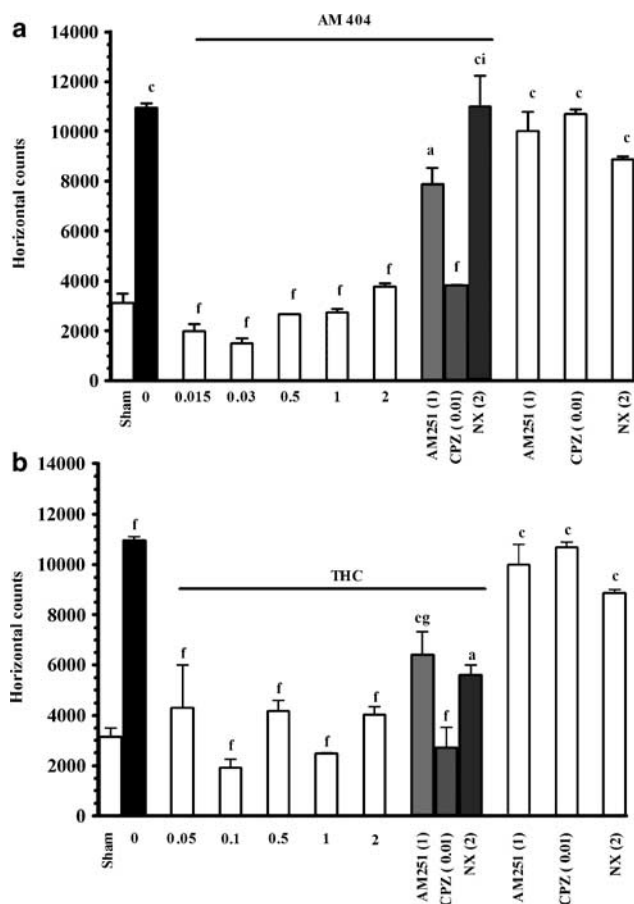 a
AM 404
Horizontal counts
14000
12000
10000
8000
6000
4000
2000
0
c
f
f
f
f
f
a
f
ci
c
c
c
Sham
0
0.015
0.03
0.5
1
2
AM251 (1)
CPZ ( 0.01)
NX (2)
AM251 (1)
CPZ ( 0.01)
NX (2)
b
THC
Horizontal counts
14000
12000
10000
8000
6000
4000
2000
0
f
f
f
f
f
f
eg
f
a
c
c
c
Sham
0
0.05
0.1
0.5
1
2
AM251 (1)
CPZ ( 0.01)
NX (2)
AM251 (1)
CPZ ( 0.01)
NX (2)